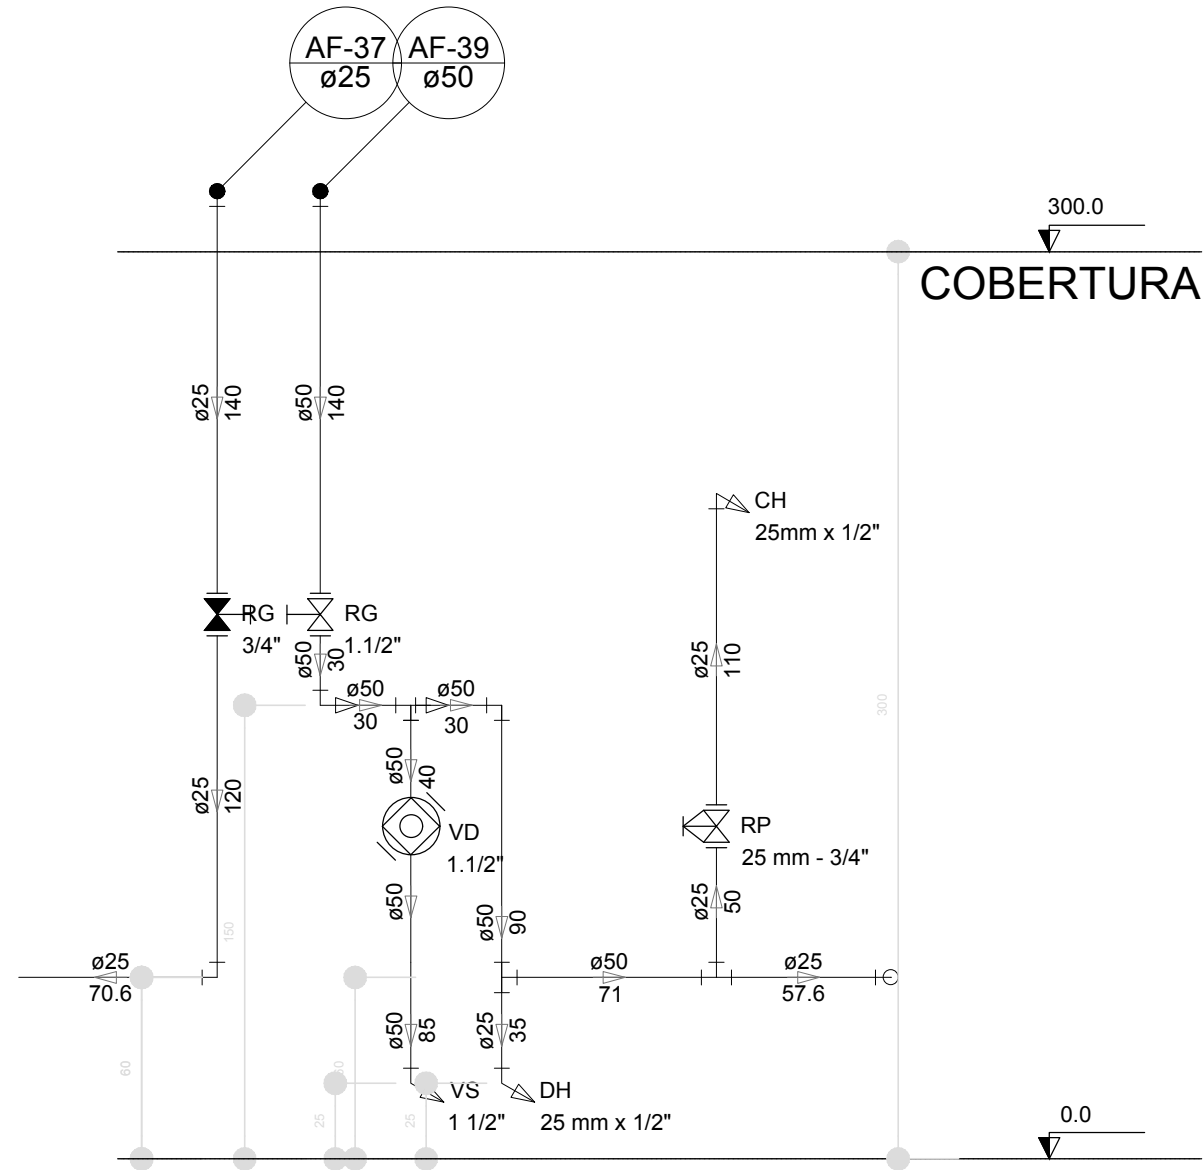 AF-37
AF-39
ø25
ø50
300.0
COBERTURA
ø25
140
ø50
140
CH
25mm x 1/2"
RG
3/4"
RG
1.1/2"
ø50
30
ø50
30
ø50
30
ø25
110
300
ø25
120
ø50
40
VD
1.1/2"
RP
25 mm - 3/4"
ø50
ø50
90
ø25
50
150
ø25
70.6
ø50
71
ø25
57.6
ø50
85
ø25
35
60
25
25
VS
1 1/2"
DH
25 mm x 1/2"
0.0